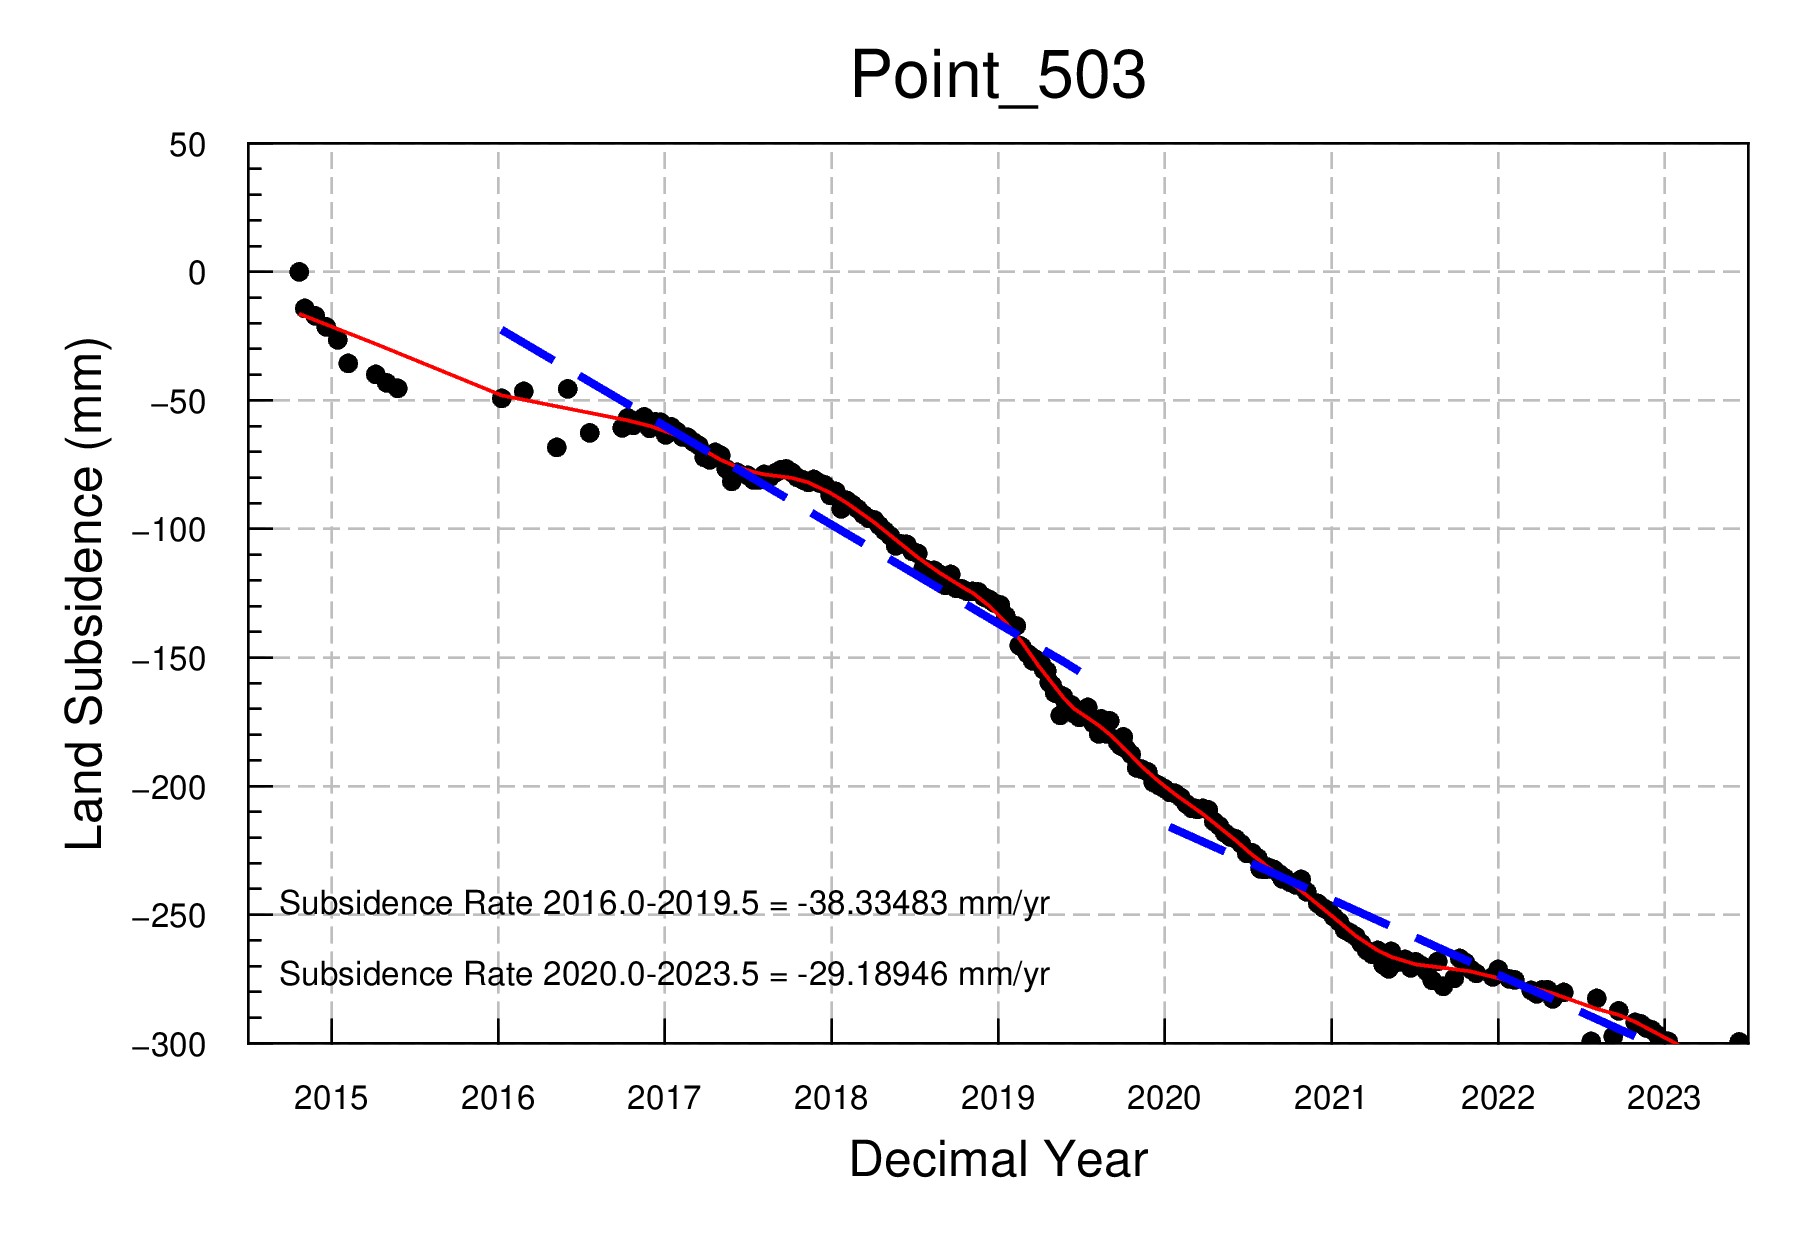 Point_503
50
0
−50
−100
−150
−200
−250
−300
Land Subsidence (mm)
Subsidence Rate 2016.0-2019.5 = -38.33483 mm/yr
Subsidence Rate 2020.0-2023.5 = -29.18946 mm/yr
2015 2016 2017 2018 2019 2020 2021 2022 2023
Decimal Year